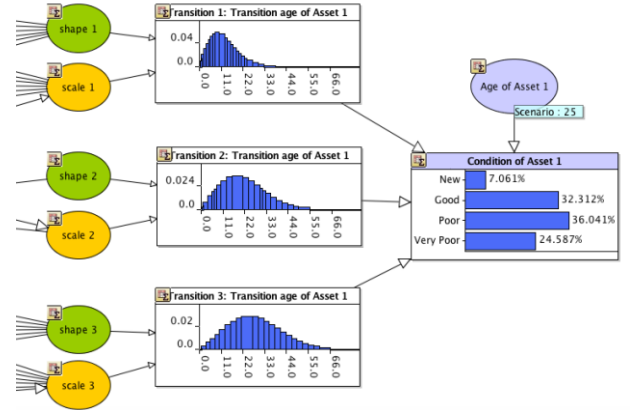 shape 1
scale 1
Transition 1: Transition age of Asset 1
0.04
0.0
0.0
11.0
22.0
33.0
44.0
55.0
66.0
Age of Asset 1
Scenario : 25
shape 2
scale 2
Transition 2: Transition age of Asset 1
0.024
0.0
0.0
11.0
22.0
33.0
44.0
55.0
66.0
Condition of Asset 1
New 7.061%
Good 32.312%
Poor 36.041%
Very Poor 24.587%
shape 3
scale 3
Transition 3: Transition age of Asset 1
0.02
0.0
0.0
11.0
22.0
33.0
44.0
55.0
66.0